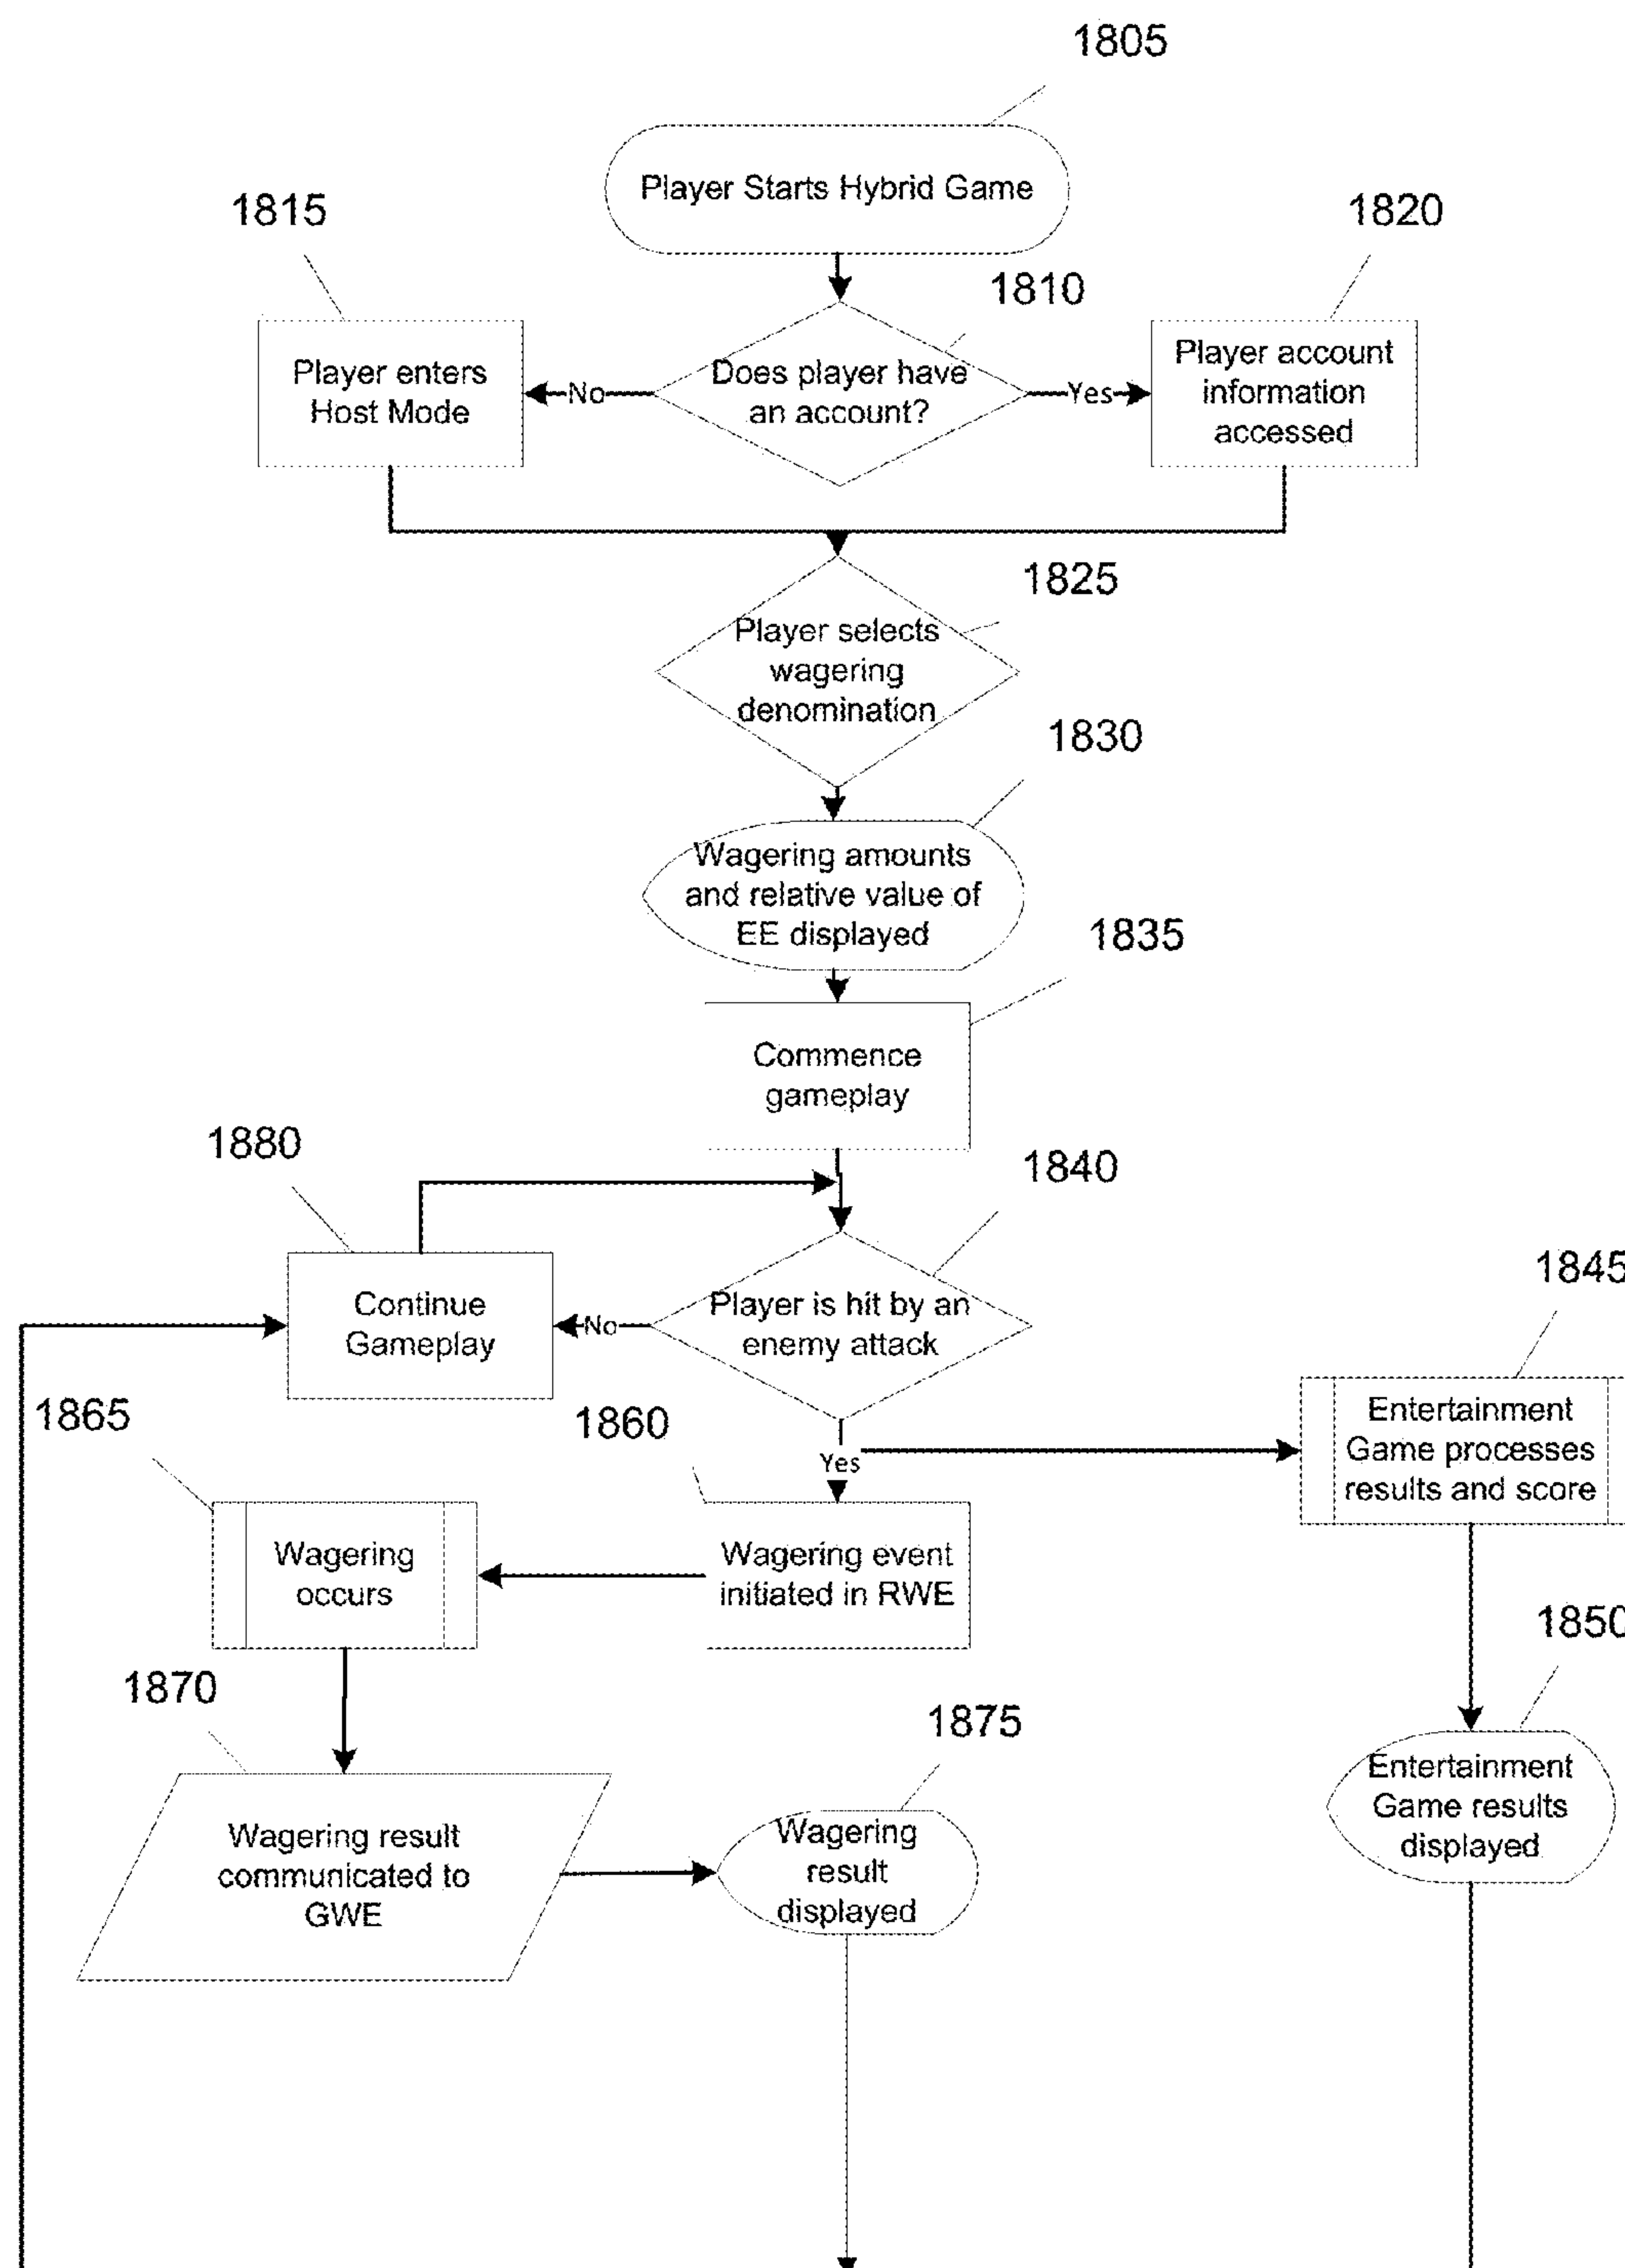 1805
Player Starts Hybrid Game
1815
1820
1810
Player enters
Host Mode
No
Does player have
an account?
Yes
Player account
information
accessed
1825
Player selects
wagering
denomination
1830
Wagering amounts
and relative value of
EE displayed
1835
Commence
gameplay
1880
1840
Continue
Gameplay
No
Player is hit by an
enemy attack
1845
1865
1860
Yes
Entertainment
Game processes
results and score
Wagering
occurs
Wagering event
initiated in RWE
1850
1870
1875
Wagering result
communicated to
GWE
Wagering
result
displayed
Entertainment
Game results
displayed